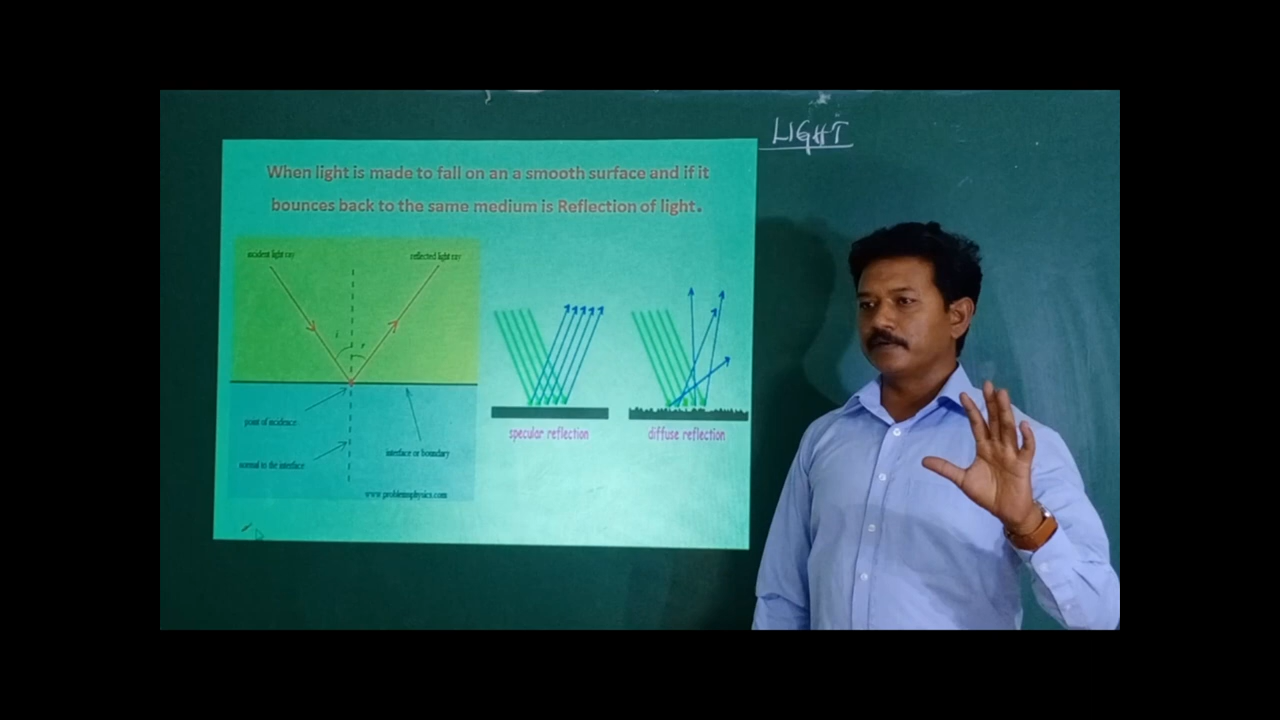 LIGHT
When light is made to fall on an a smooth surface and if it
bounces back to the same medium is Reflection of light.
incident light ray
reflected light ray
i
r
point of incidence
normal to the interface
interface or boundary
www.problemsphysics.com
specular reflection
diffuse reflection